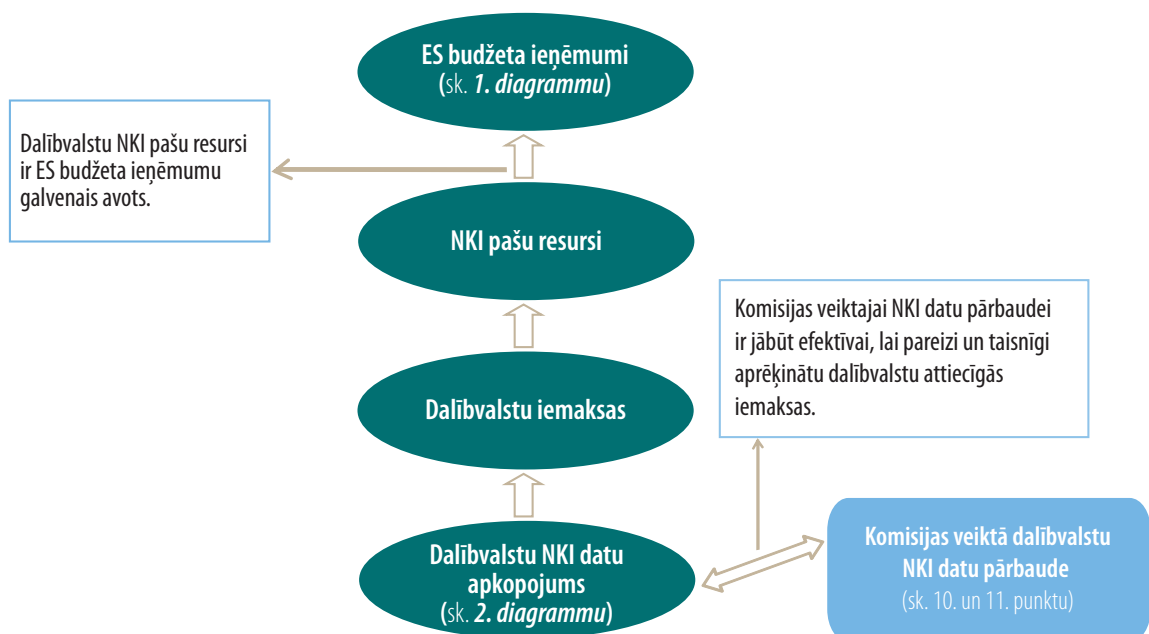 ES budžeta ieņēmumi
(sk. 1. diagrammu)
Dalībvalstu NKI pašu resursi
ir ES budžeta ieņēmumu
galvenais avots.
NKI pašu resursi
Komisijas veiktajai NKI datu pārbaudei
ir jābūt efektīvai, lai pareizi un taisnīgi
aprēķinātu dalībvalstu attiecīgās
iemaksas.
Dalībvalstu iemaksas
Dalībvalstu NKI datu
apkopojums
(sk. 2. diagrammu)
Komisijas veiktā dalībvalstu
NKI datu pārbaude
(sk. 10. un 11. punktu)